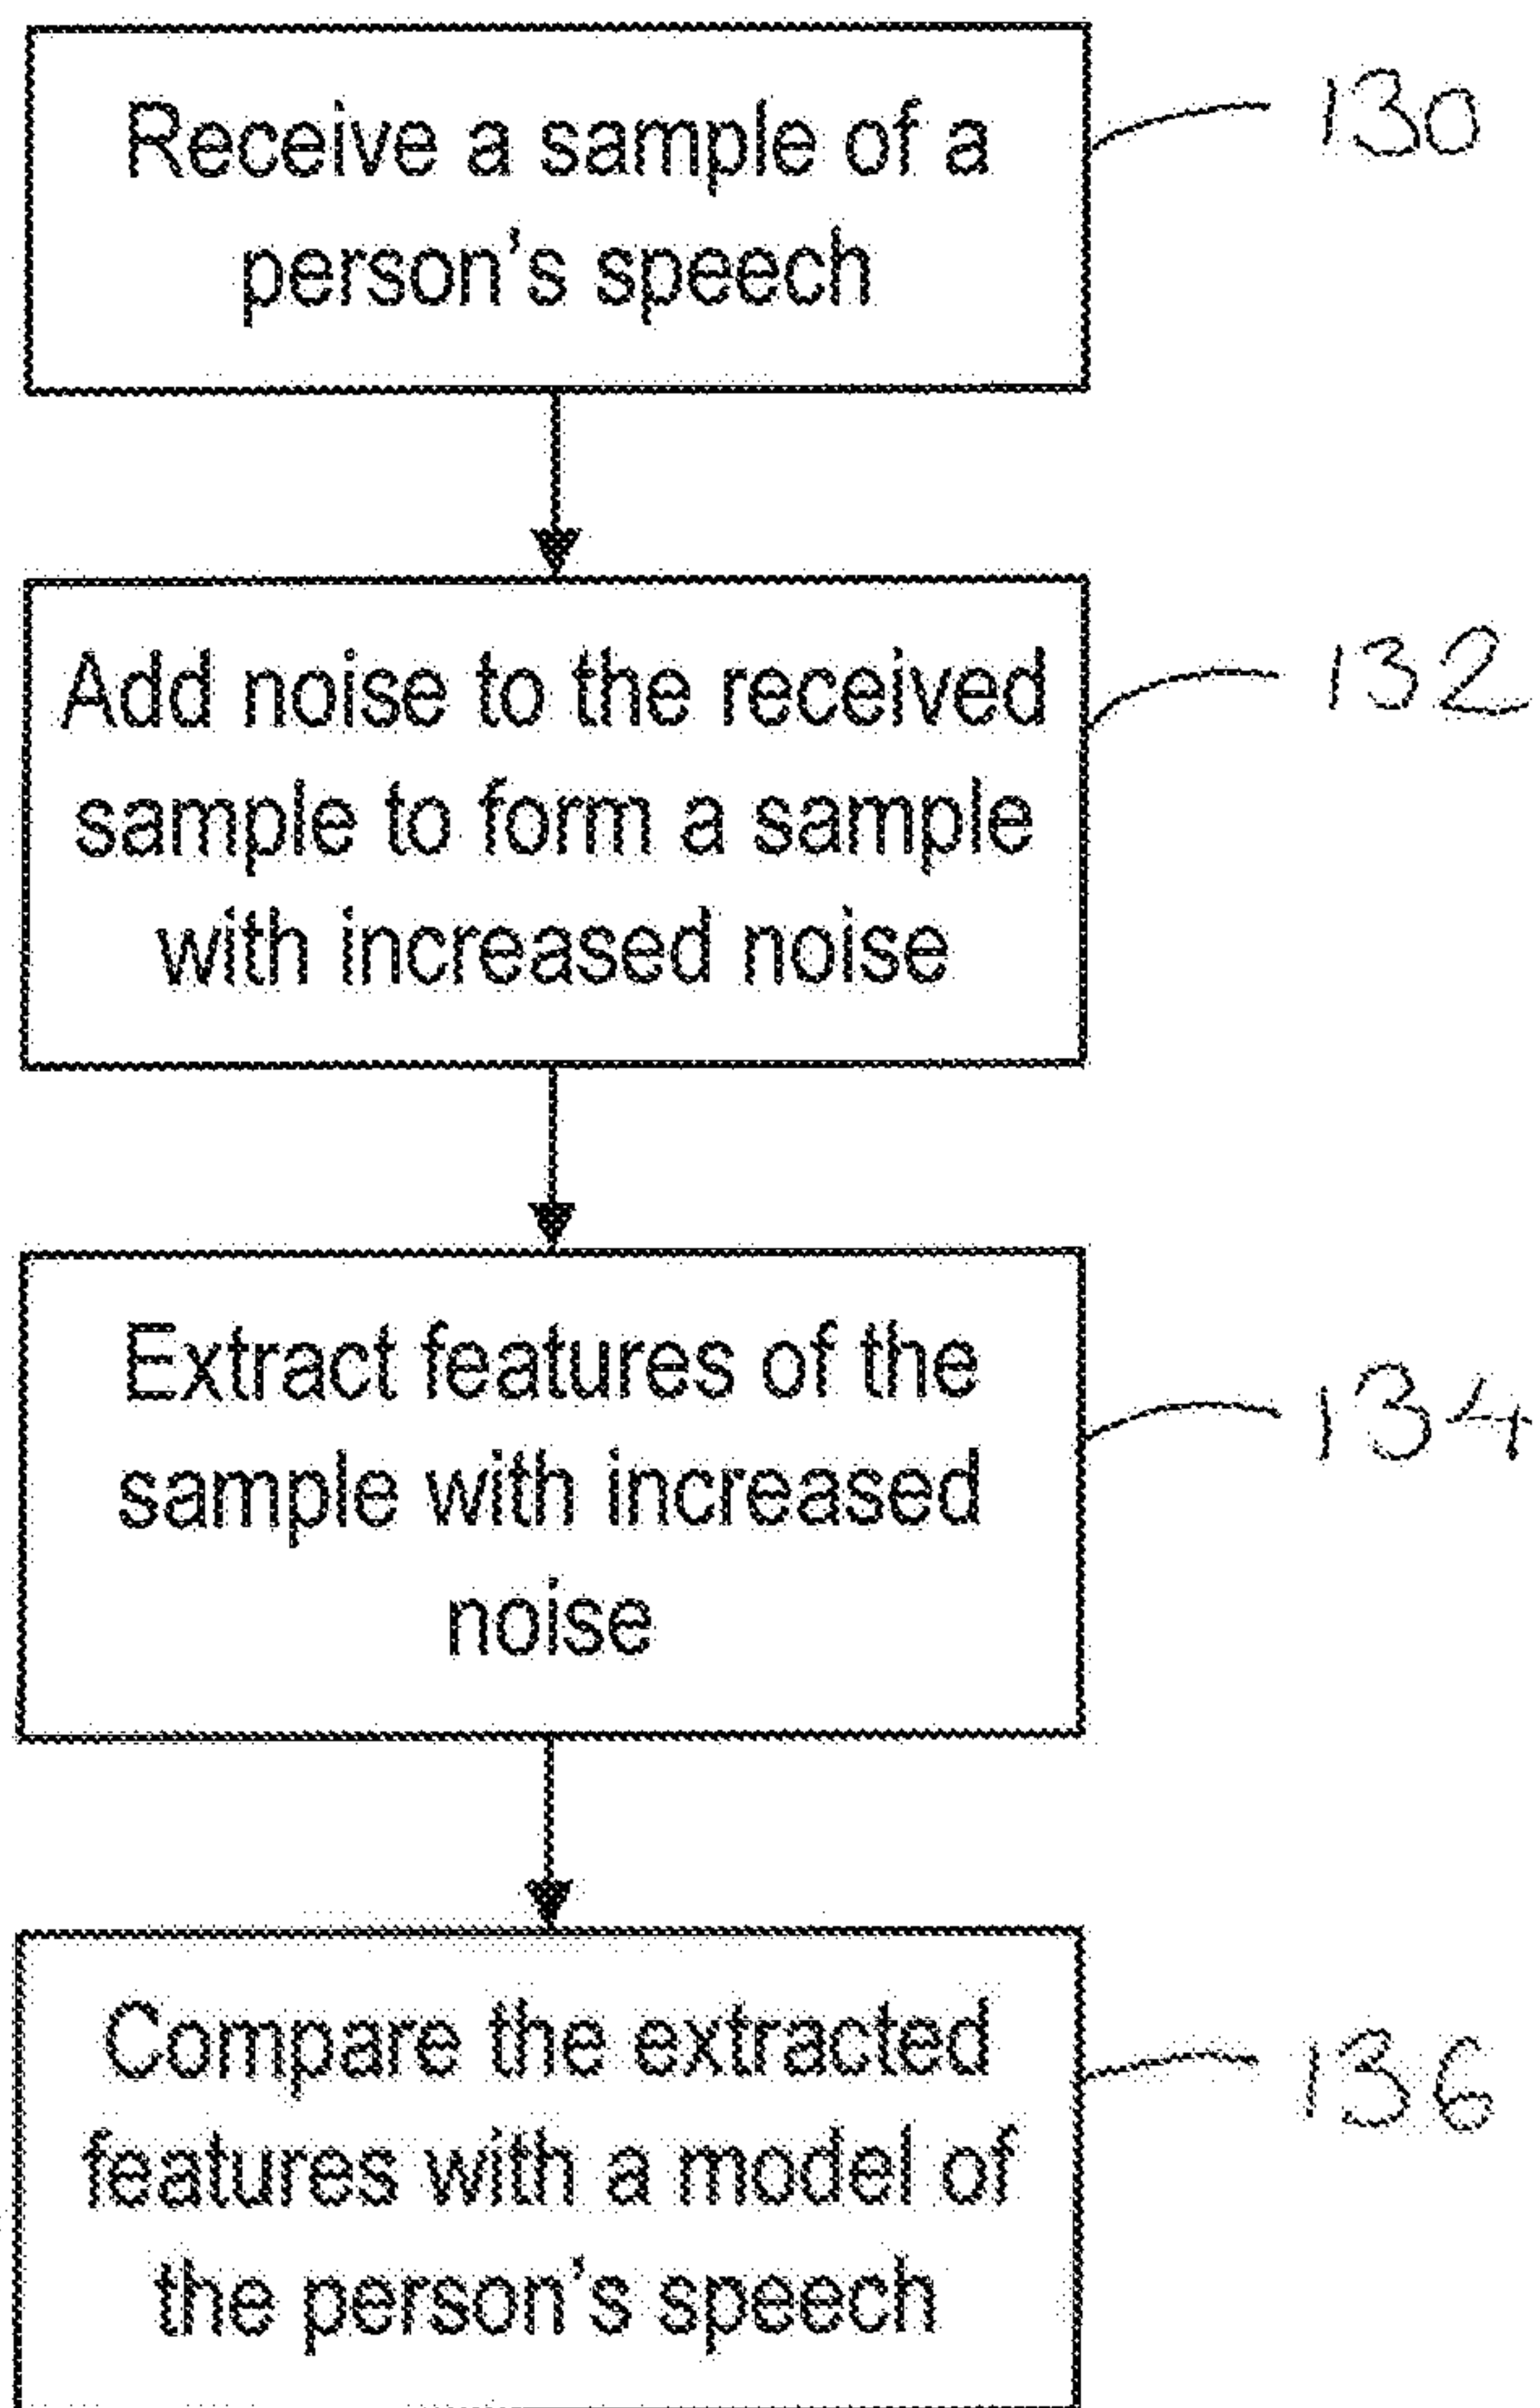 Receive a sample of a
person's speech
130
Add noise to the received
sample to form a sample
with increased noise
132
Extract features of the
sample with increased
noise
134
Compare the extracted
features with a model of
the person's speech
136